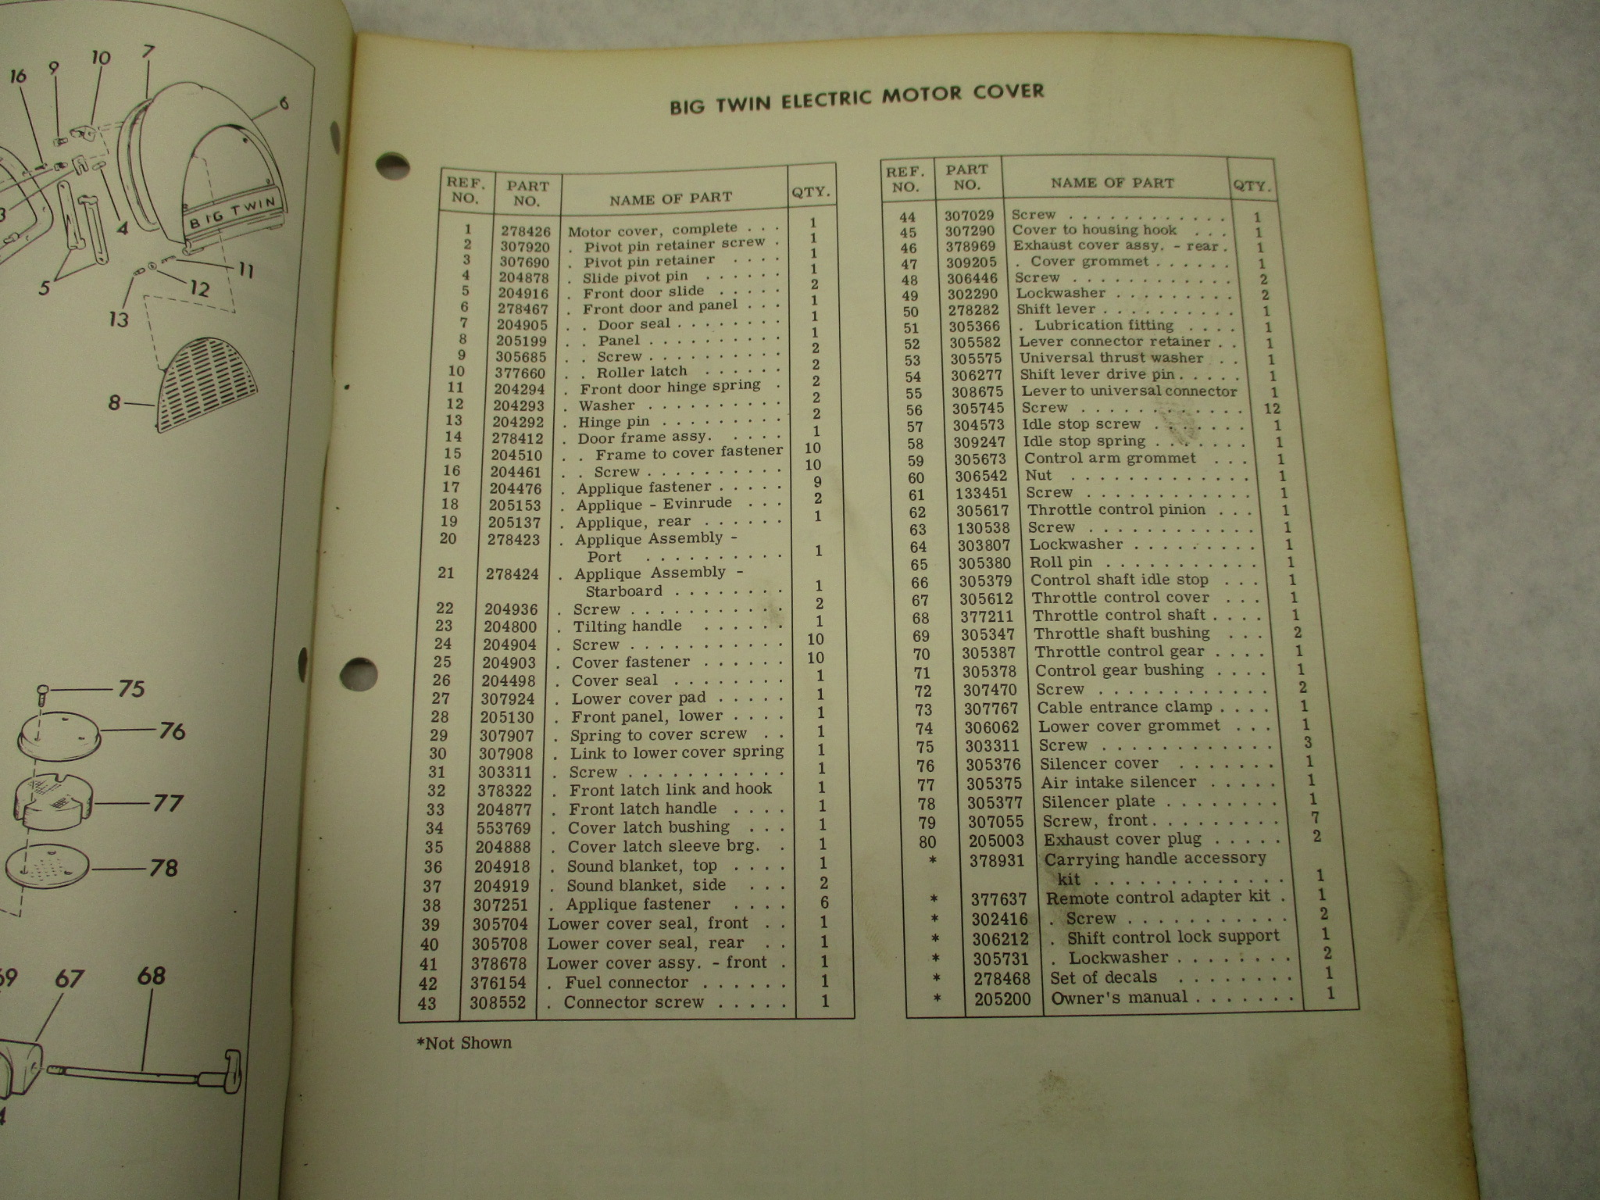 16 9 10 7
6
3
4
BIG TWIN
5
11
12
13
8
75
76
77
78
69 67 68
BIG TWIN ELECTRIC MOTOR COVER
REF. NO. PART NO. NAME OF PART QTY.
1 278426 Motor cover, complete . . . 1
2 307920 . Pivot pin retainer screw . 1
3 307690 . Pivot pin retainer . . . . 1
4 204878 . Slide pivot pin . . . . . . 1
5 204916 . Front door slide . . . . . 2
6 278467 . Front door and panel . . . 1
7 204905 . . Door seal . . . . . . . . 1
8 205199 . . Panel . . . . . . . . . . 1
9 305685 . . Screw . . . . . . . . . . 2
10 377660 . . Roller latch . . . . . . 2
11 204294 . Front door hinge spring . 2
12 204293 . Washer . . . . . . . . . . 2
13 204292 . Hinge pin . . . . . . . . . 2
14 278412 . Door frame assy. . . . . . 1
15 204510 . . Frame to cover fastener 10
16 204461 . . Screw . . . . . . . . . . 10
17 204476 . Applique fastener . . . . . 9
18 205153 . Applique - Evinrude . . . 2
19 205137 . Applique, rear . . . . . . 1
20 278423 . Applique Assembly -
Port . . . . . . . . . . 1
21 278424 . Applique Assembly -
Starboard . . . . . . . . 1
22 204936 . Screw . . . . . . . . . . . 2
23 204800 . Tilting handle . . . . . . 1
24 204904 . Screw . . . . . . . . . . . 10
25 204903 . Cover fastener . . . . . . 10
26 204498 . Cover seal . . . . . . . . 1
27 307924 . Lower cover pad . . . . . 1
28 205130 . Front panel, lower . . . . 1
29 307907 . Spring to cover screw . . 1
30 307908 . Link to lower cover spring 1
31 303311 . Screw . . . . . . . . . . . 1
32 378322 . Front latch link and hook 1
33 204877 . Front latch handle . . . . 1
34 553769 . Cover latch bushing . . . 1
35 204888 . Cover latch sleeve brg. . 1
36 204918 . Sound blanket, top . . . . 1
37 204919 . Sound blanket, side . . . 2
38 307251 . Applique fastener . . . . 6
39 305704 Lower cover seal, front . . 1
40 305708 Lower cover seal, rear . . 1
41 378678 Lower cover assy. - front . 1
42 376154 . Fuel connector . . . . . . 1
43 308552 . Connector screw . . . . . 1
*Not Shown
REF. NO. PART NO. NAME OF PART QTY.
44 307029 Screw . . . . . . . . . . . . 1
45 307290 Cover to housing hook . . . 1
46 378969 Exhaust cover assy. - rear . 1
47 309205 . Cover grommet . . . . . . 1
48 306446 Screw . . . . . . . . . . . . 2
49 302290 Lockwasher . . . . . . . . . 2
50 278282 Shift lever . . . . . . . . . . 1
51 305366 . Lubrication fitting . . . . 1
52 305582 Lever connector retainer . . 1
53 305575 Universal thrust washer . . 1
54 306277 Shift lever drive pin . . . . . 1
55 308675 Lever to universal connector 1
56 305745 Screw . . . . . . . . . . . . 12
57 304573 Idle stop screw . . . . . . . 1
58 309247 Idle stop spring . . . . . . . 1
59 305673 Control arm grommet . . . 1
60 306542 Nut . . . . . . . . . . . . . 1
61 133451 Screw . . . . . . . . . . . . 1
62 305617 Throttle control pinion . . . 1
63 130538 Screw . . . . . . . . . . . . 1
64 303807 Lockwasher . . . . . . . . . 1
65 305380 Roll pin . . . . . . . . . . . 1
66 305379 Control shaft idle stop . . . 1
67 305612 Throttle control cover . . . 1
68 377211 Throttle control shaft . . . . 1
69 305347 Throttle shaft bushing . . . 2
70 305387 Throttle control gear . . . . 1
71 305378 Control gear bushing . . . . 1
72 307470 Screw . . . . . . . . . . . . 2
73 307767 Cable entrance clamp . . . . 1
74 306062 Lower cover grommet . . . 1
75 303311 Screw . . . . . . . . . . . . 3
76 305376 Silencer cover . . . . . . . 1
77 305375 Air intake silencer . . . . . 1
78 305377 Silencer plate . . . . . . . . 1
79 307055 Screw, front . . . . . . . . . 7
80 205003 Exhaust cover plug . . . . . 2
* 378931 Carrying handle accessory
kit . . . . . . . . . . . . . 1
* 377637 Remote control adapter kit . 1
* 302416 . Screw . . . . . . . . . . . 2
* 306212 . Shift control lock support 1
* 305731 . Lockwasher . . . . . . . . 2
* 278468 Set of decals . . . . . . . . 1
* 205200 Owner's manual . . . . . . . 1